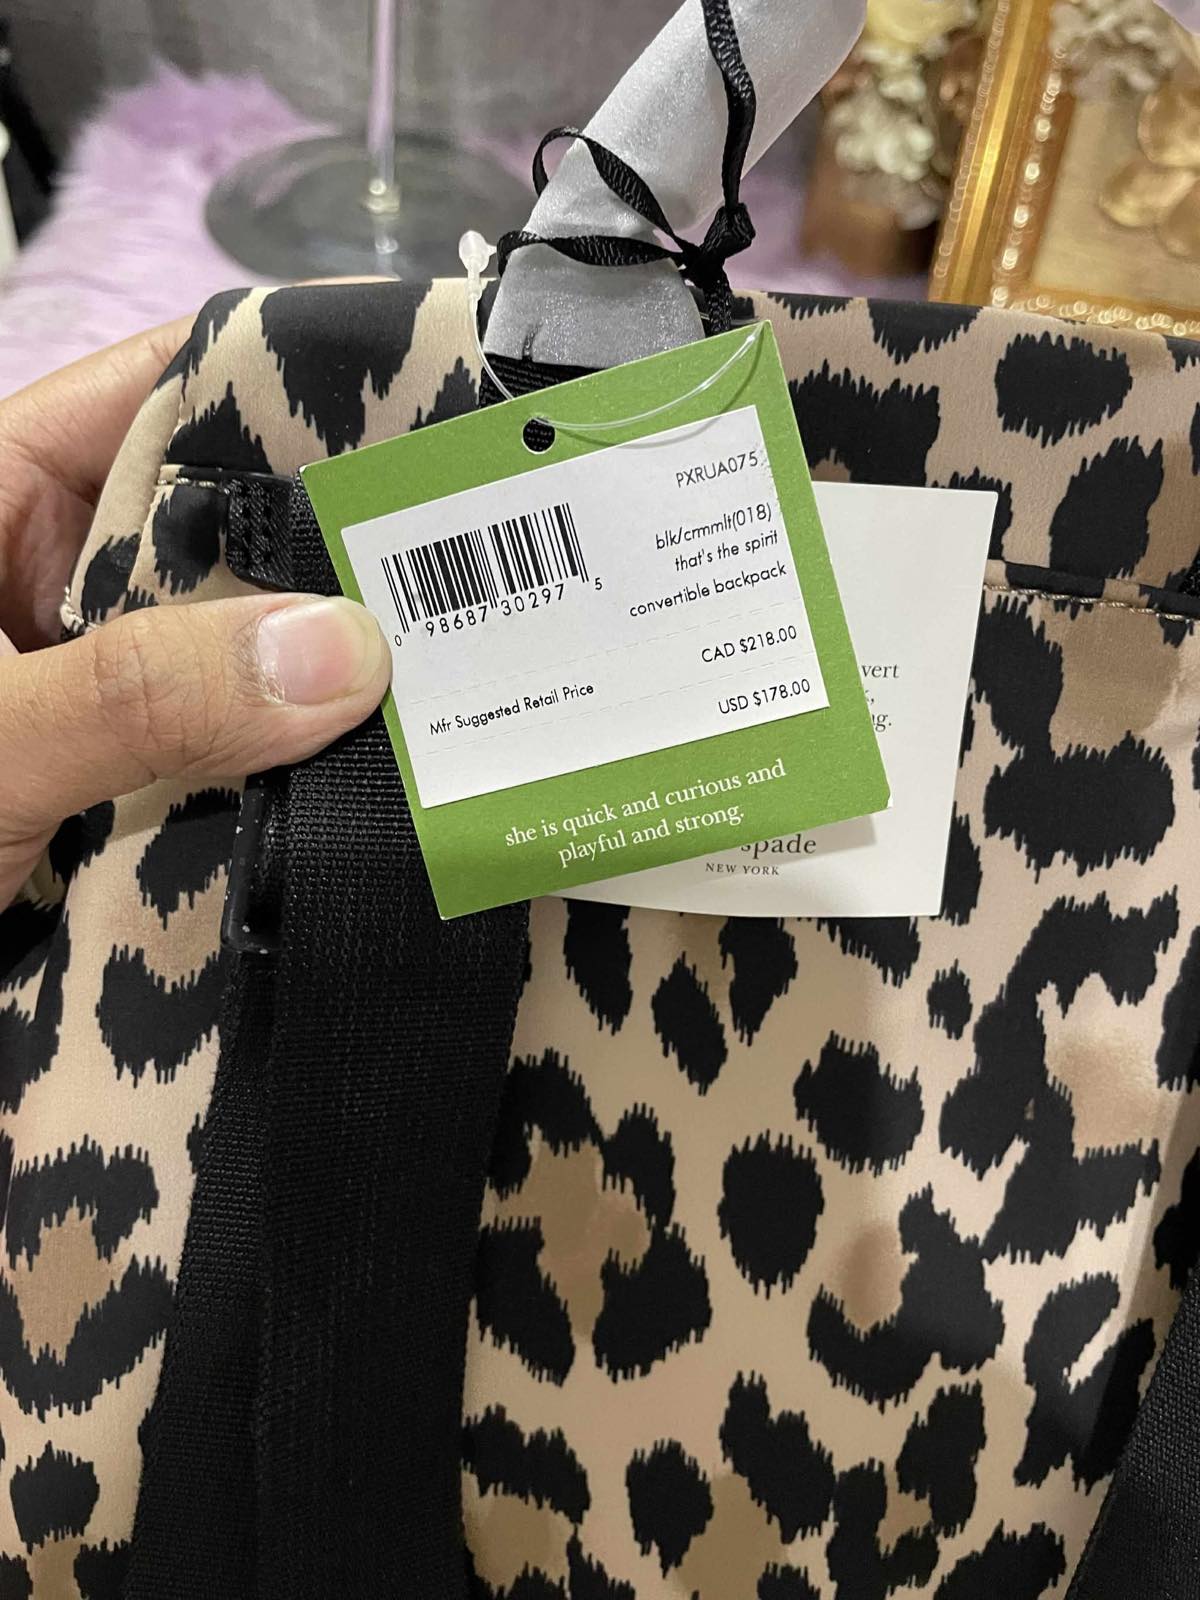 PXRUA075
blk/crmmlt(018)
that's the spirit
convertible backpack
0 98687 30297 5
CAD $218.00
Mfr Suggested Retail Price
USD $178.00
she is quick and curious and
playful and strong.
spade
NEW YORK